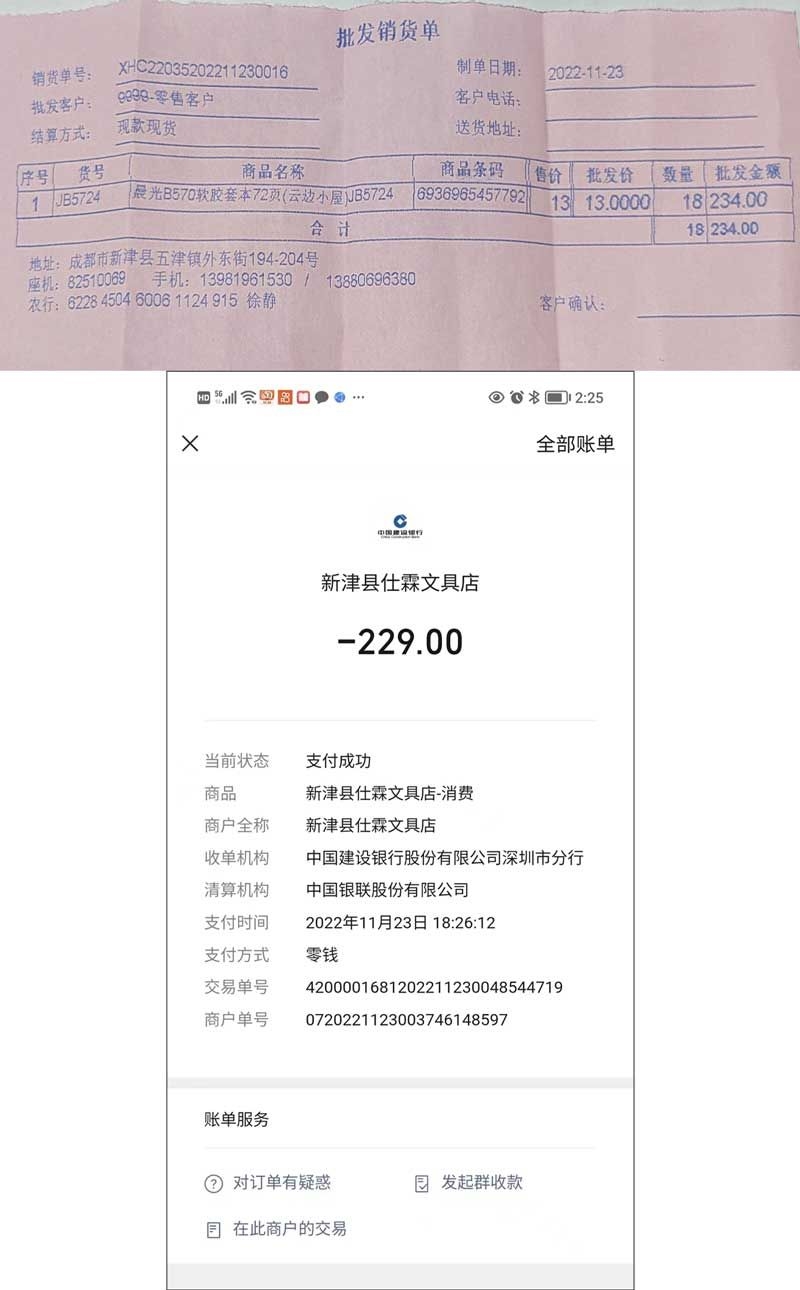 批发销货单
销货单号: XHC22035202211230016 制单日期: 2022-11-23
批发客户: 9999-零售客户 客户电话:
结算方式: 现款现货 送货地址:
序号 货号 商品名称 商品条码 售价 批发价 数量 批发金额
1 JB5724 晨光B570软胶套本72页(云边小屋)JB5724 6936965457792 13 13.0000 18 234.00
合 计 18 234.00
地址: 成都市新津县五津镇外东街194-204号
座机: 82510069 手机: 13981961530 / 13880696380
农行: 6228 4504 6006 1124 915 徐静 客户确认:
HD 5G 2:25
全部账单
中国建设银行
China Construction Bank
新津县仕霖文具店
-229.00
当前状态 支付成功
商品 新津县仕霖文具店-消费
商户全称 新津县仕霖文具店
收单机构 中国建设银行股份有限公司深圳市分行
清算机构 中国银联股份有限公司
支付时间 2022年11月23日 18:26:12
支付方式 零钱
交易单号 4200001681202211230048544719
商户单号 0720221123003746148597
账单服务
对订单有疑惑 发起群收款
在此商户的交易